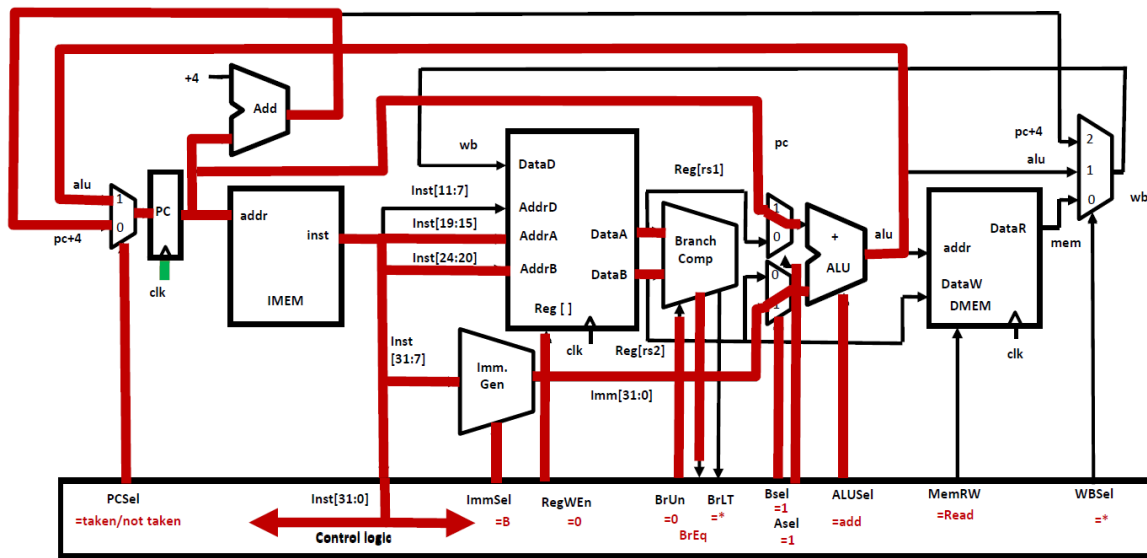 +4
Add
pc
pc+4
2
alu
1
0
wb
mem
wb
DataD
Inst[11:7]
AddrD
Inst[19:15]
AddrA
Inst[24:20]
AddrB
DataA
DataB
Reg [ ]
clk
Reg[rs1]
Branch
Comp
Reg[rs2]
1
0
0
1
+
ALU
alu
addr
DataR
DataW
DMEM
clk
alu
1
0
pc+4
PC
clk
addr
inst
IMEM
Inst
[31:7]
Imm.
Gen
Imm[31:0]
PCSel
=taken/not taken
Inst[31:0]
Control logic
ImmSel
=B
RegWEn
=0
BrUn
=0
BrEq
BrLT
=*
Bsel
=1
Asel
=1
ALUSel
=add
MemRW
=Read
WBSel
=*